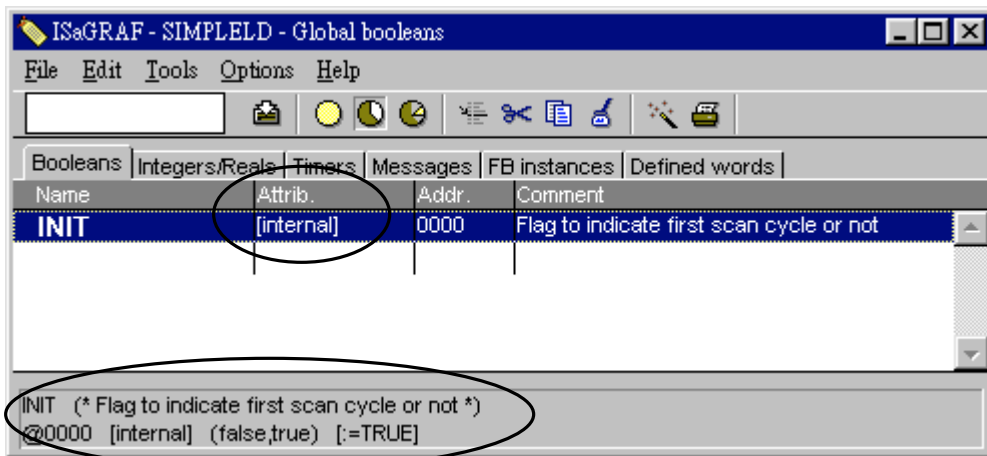 ISaGRAF - SIMPLELD - Global booleans
File Edit Tools Options Help
Booleans Integers/Reals Timers Messages FB instances Defined words
Name Attrib. Addr. Comment
INIT [internal] 0000 Flag to indicate first scan cycle or not
INIT (* Flag to indicate first scan cycle or not *)
@0000 [internal] (false,true) [:=TRUE]